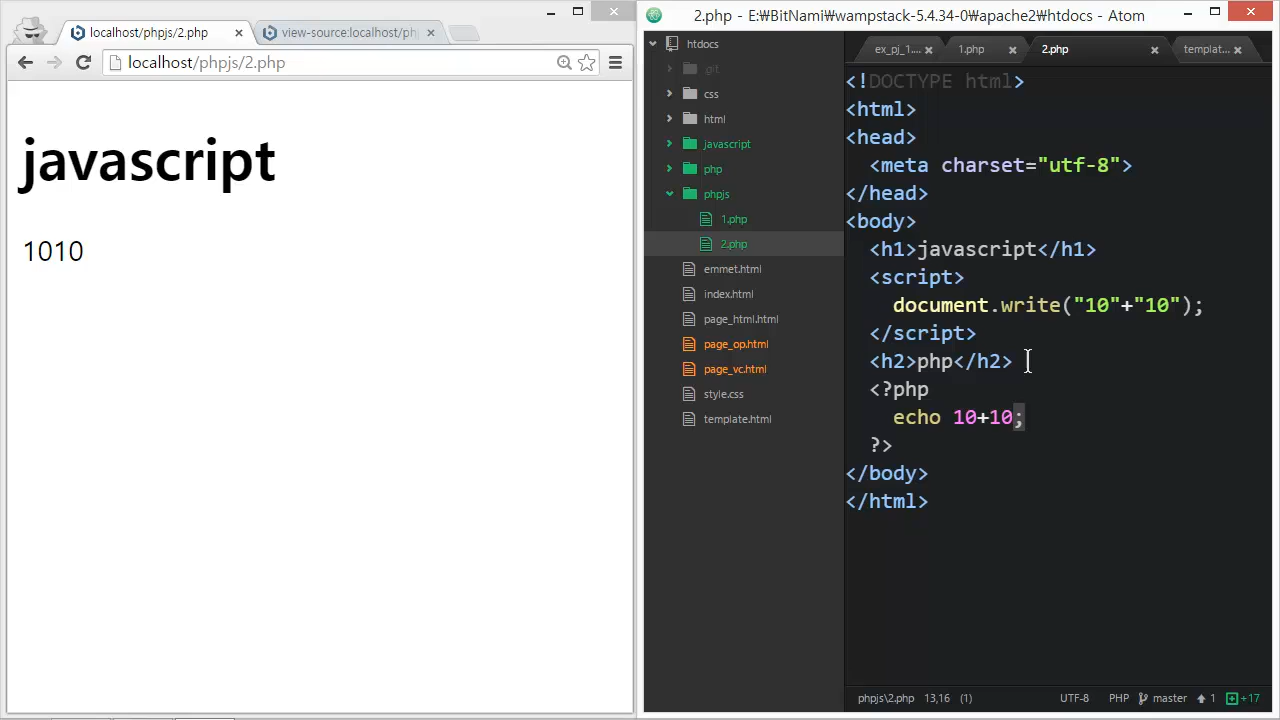 localhost/phpjs/2.php
view-source:localhost/ph
localhost/phpjs/2.php
javascript
1010
2.php - E:₩BitNami₩wampstack-5.4.34-0₩apache2₩htdocs - Atom
htdocs
.git
css
html
javascript
php
phpjs
1.php
2.php
emmet.html
index.html
page_html.html
page_op.html
page_vc.html
style.css
template.html
ex_pj_1....
1.php
2.php
templat...
<!DOCTYPE html>
<html>
<head>
<meta charset="utf-8">
</head>
<body>
<h1>javascript</h1>
<script>
document.write("10"+"10");
</script>
<h2>php</h2>
<?php
echo 10+10;
?>
</body>
</html>
phpjs\2.php 13,16 (1) UTF-8 PHP master 1 +17